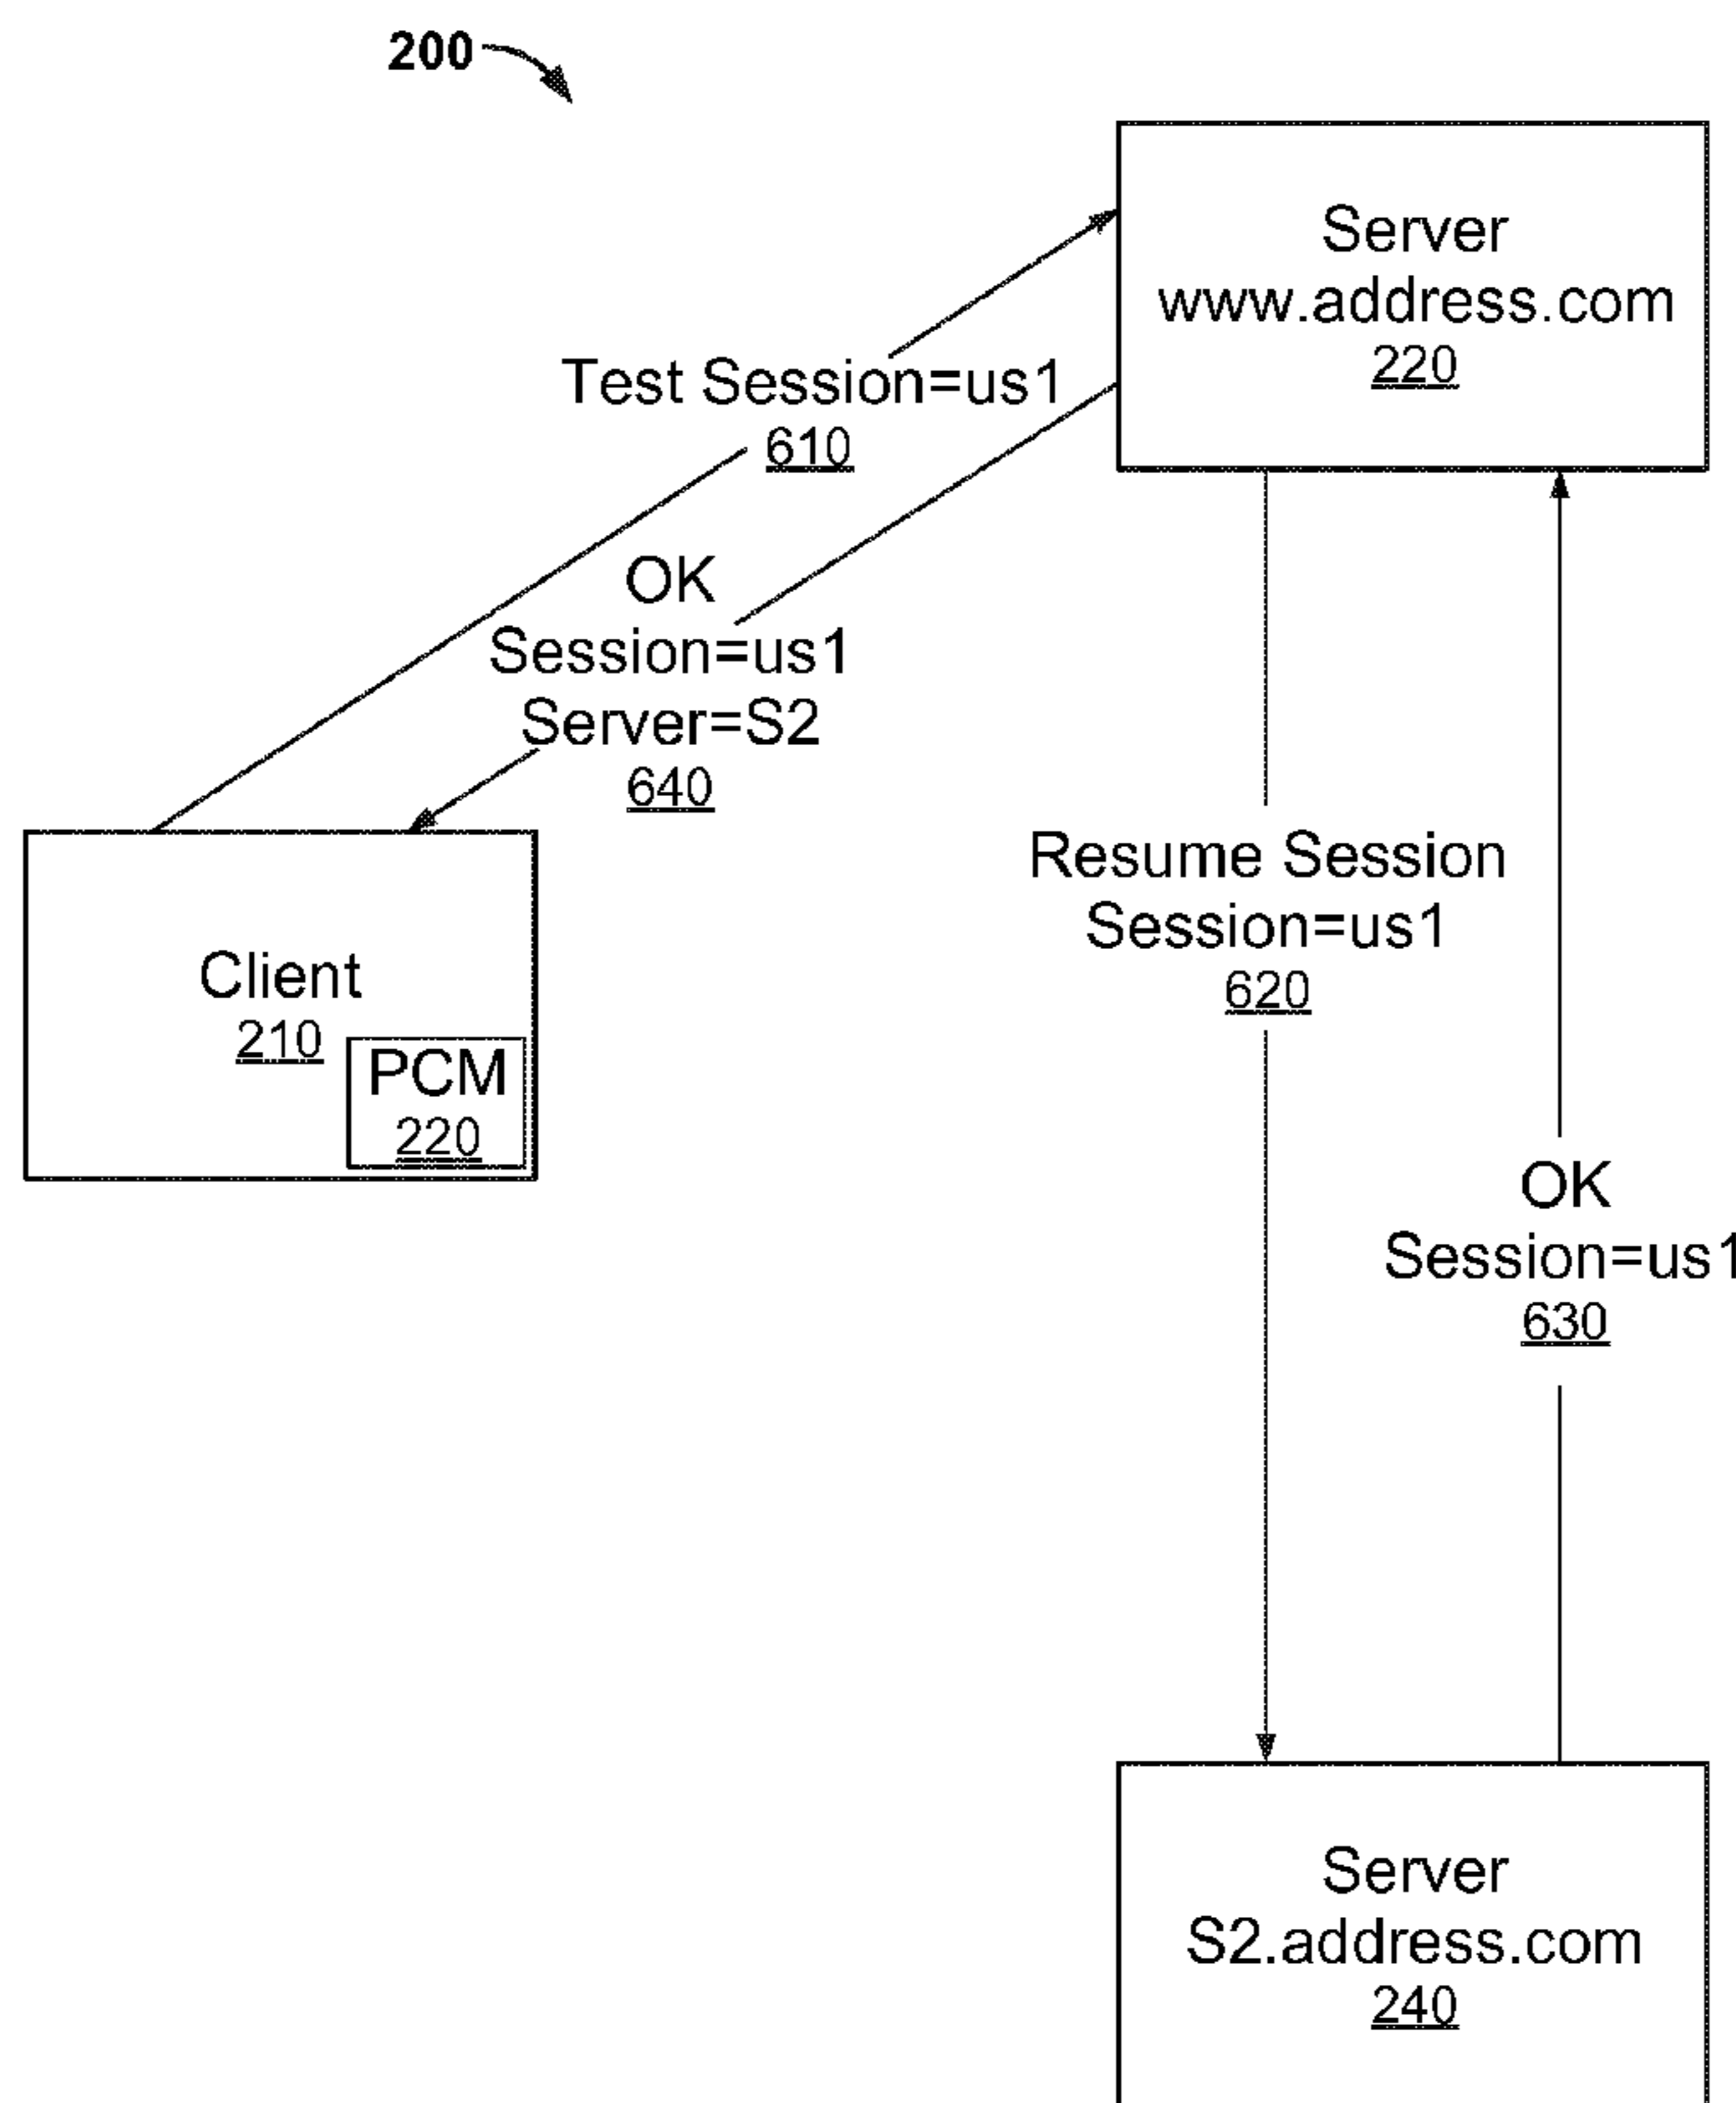 200
Server
www.address.com
220
Test Session=us1
610
OK
Session=us1
Server=S2
640
Client
210
PCM
220
Resume Session
Session=us1
620
OK
Session=us1
630
Server
S2.address.com
240